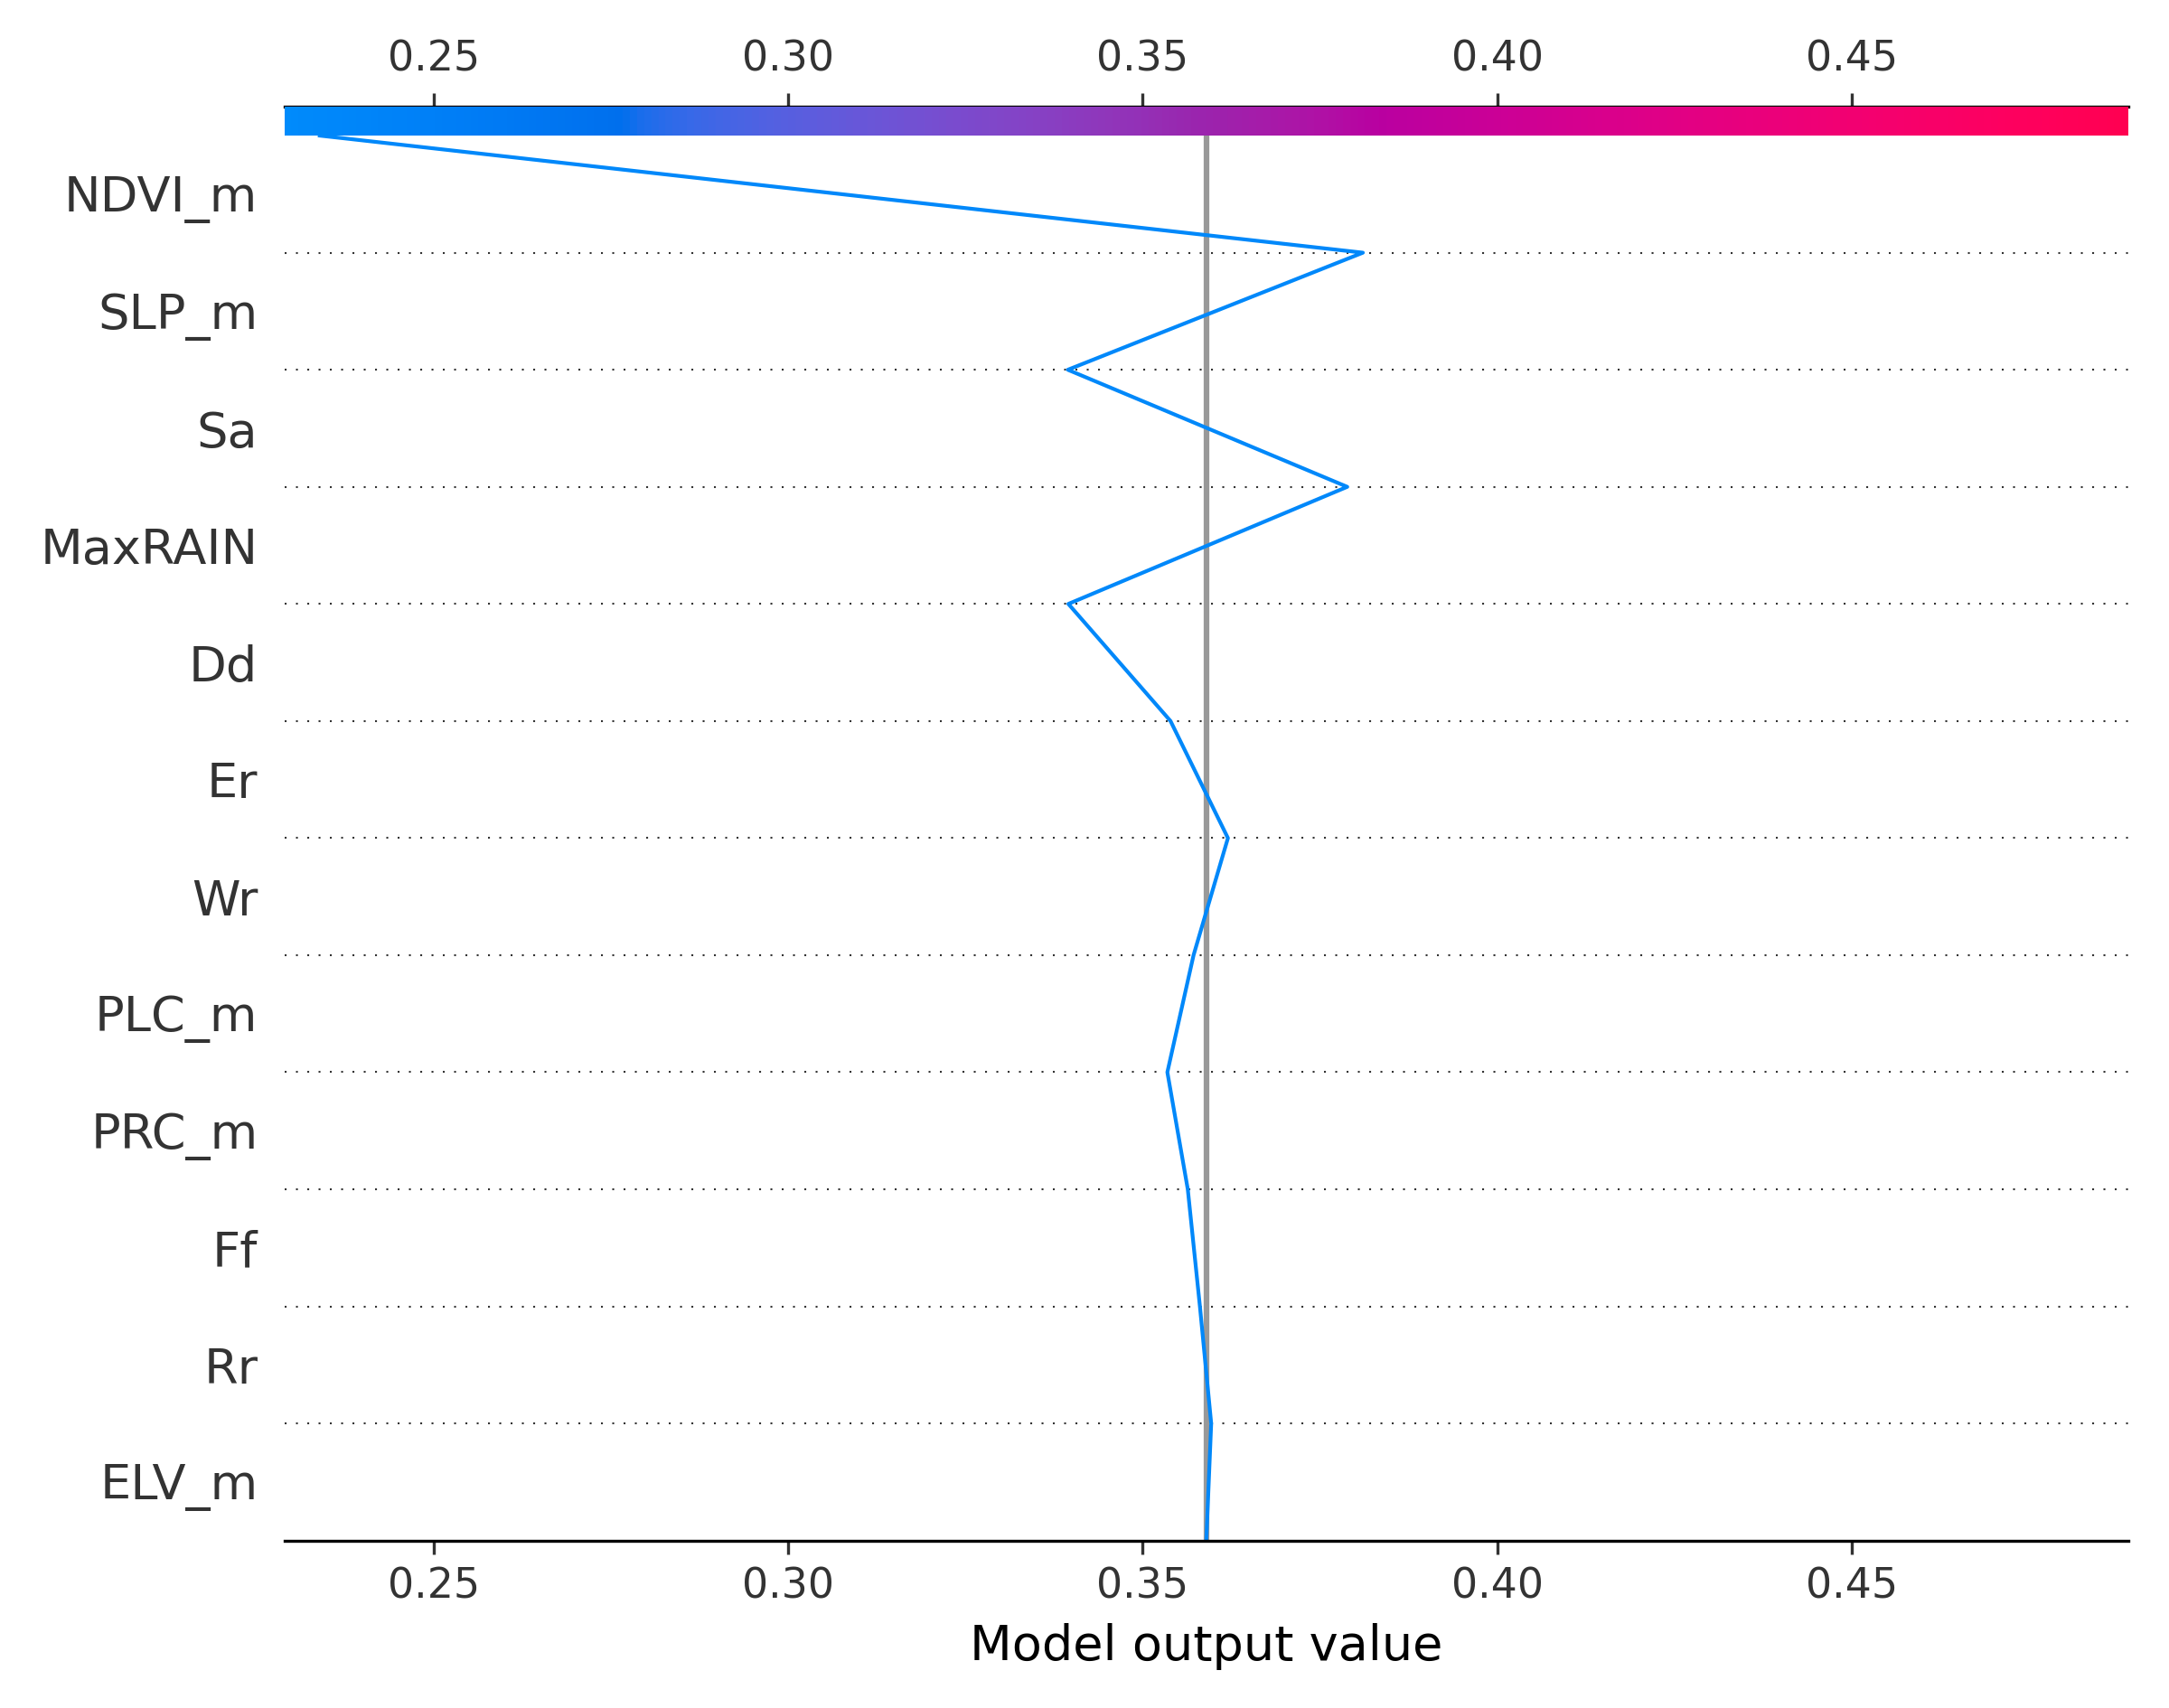 0.25 0.30 0.35 0.40 0.45
NDVI_m
SLP_m
Sa
MaxRAIN
Dd
Er
Wr
PLC_m
PRC_m
Ff
Rr
ELV_m
0.25 0.30 0.35 0.40 0.45
Model output value